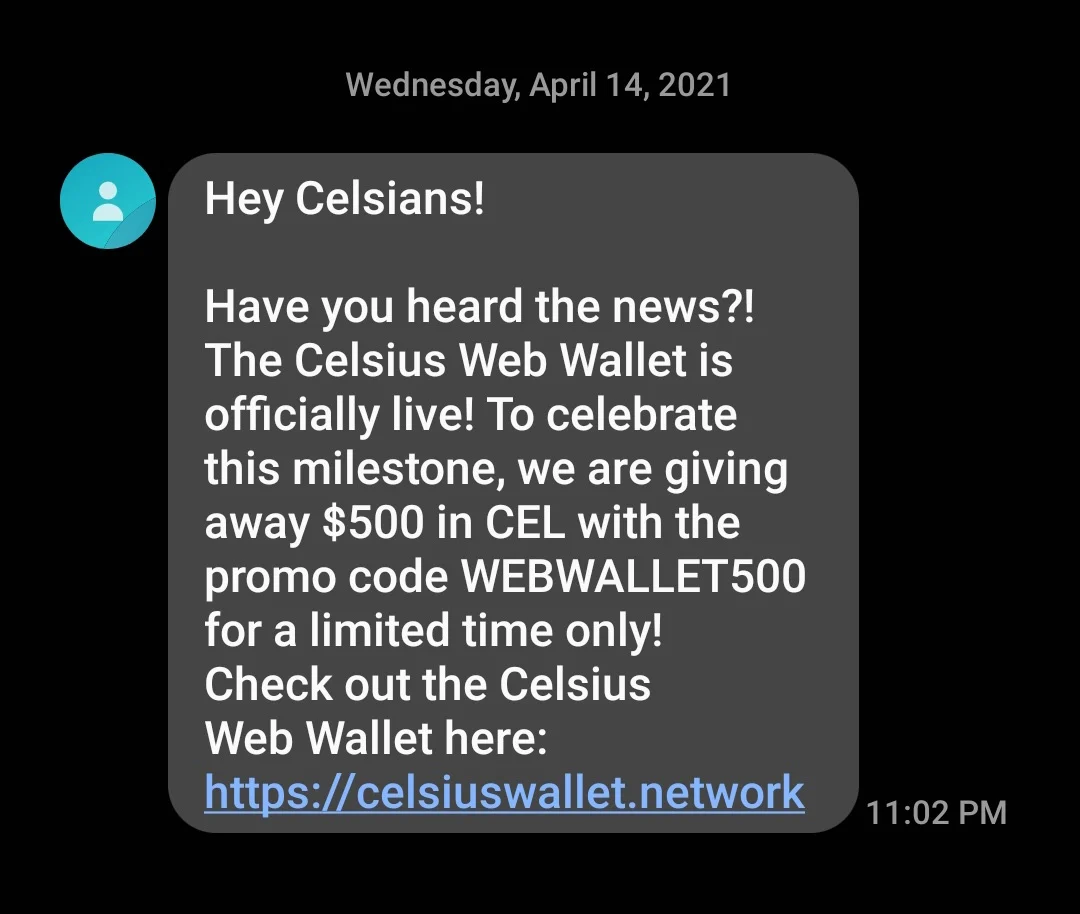 Wednesday, April 14, 2021
Hey Celsians!
Have you heard the news?!
The Celsius Web Wallet is
officially live! To celebrate
this milestone, we are giving
away $500 in CEL with the
promo code WEBWALLET500
for a limited time only!
Check out the Celsius
Web Wallet here:
https://celsiuswallet.network
11:02 PM